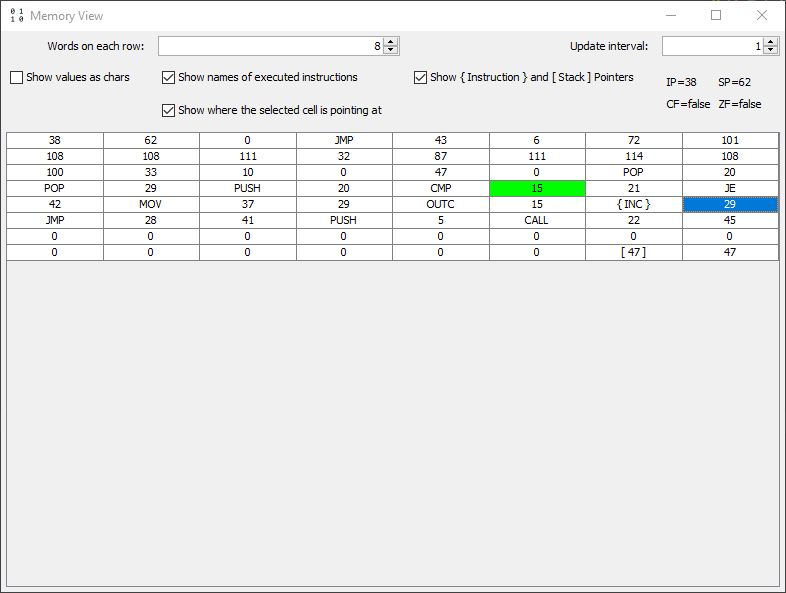 0 1
1 0 Memory View
Words on each row: 8 Update interval: 1
Show values as chars Show names of executed instructions Show { Instruction } and [ Stack ] Pointers IP=38 SP=62
Show where the selected cell is pointing at CF=false ZF=false
38 62 0 JMP 43 6 72 101
108 108 111 32 87 111 114 108
100 33 10 0 47 0 POP 20
POP 29 PUSH 20 CMP 15 21 JE
42 MOV 37 29 OUTC 15 { INC } 29
JMP 28 41 PUSH 5 CALL 22 45
0 0 0 0 0 0 0 0
0 0 0 0 0 0 [ 47 ] 47